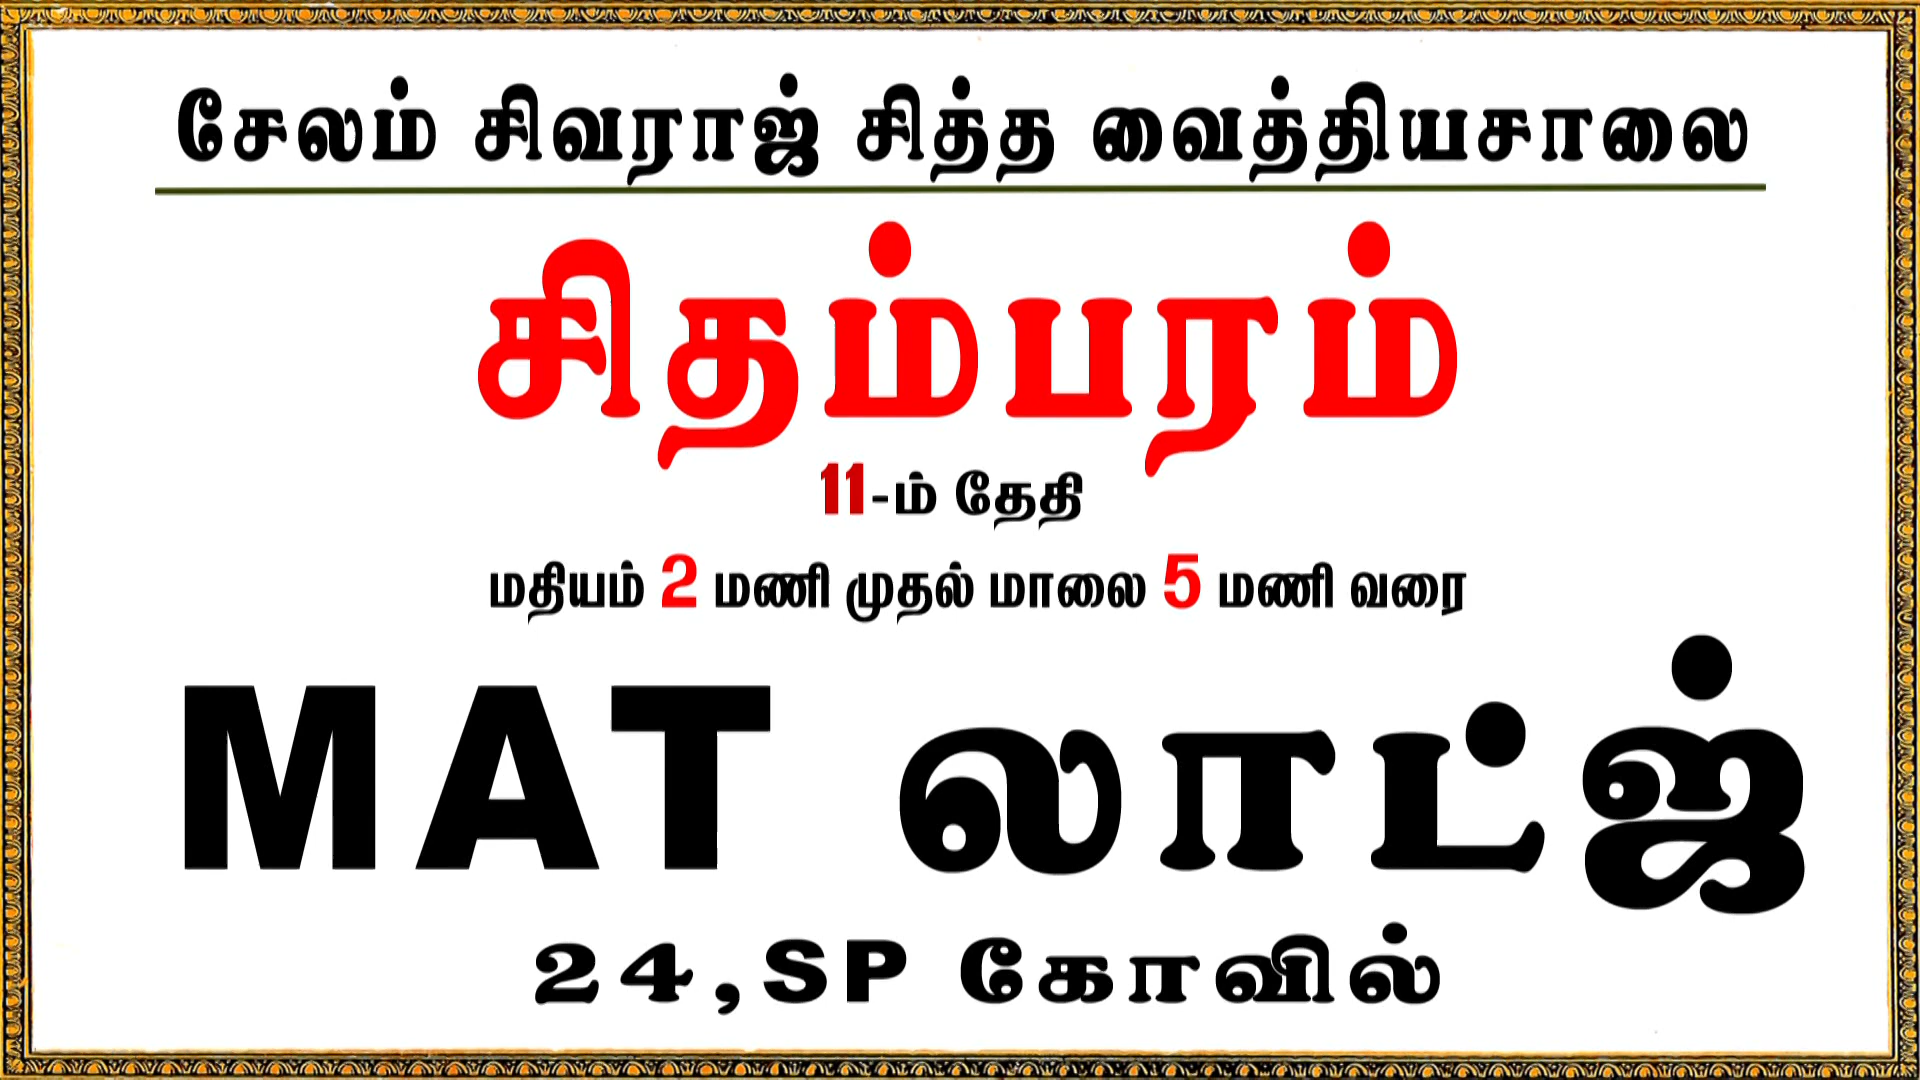 சேலம் சிவராஜ் சித்த வைத்தியசாலை
சிதம்பரம்
11-ம் தேதி
மதியம் 2 மணி முதல் மாலை 5 மணி வரை
MAT லாட்ஜ்
24,SP கோவில்